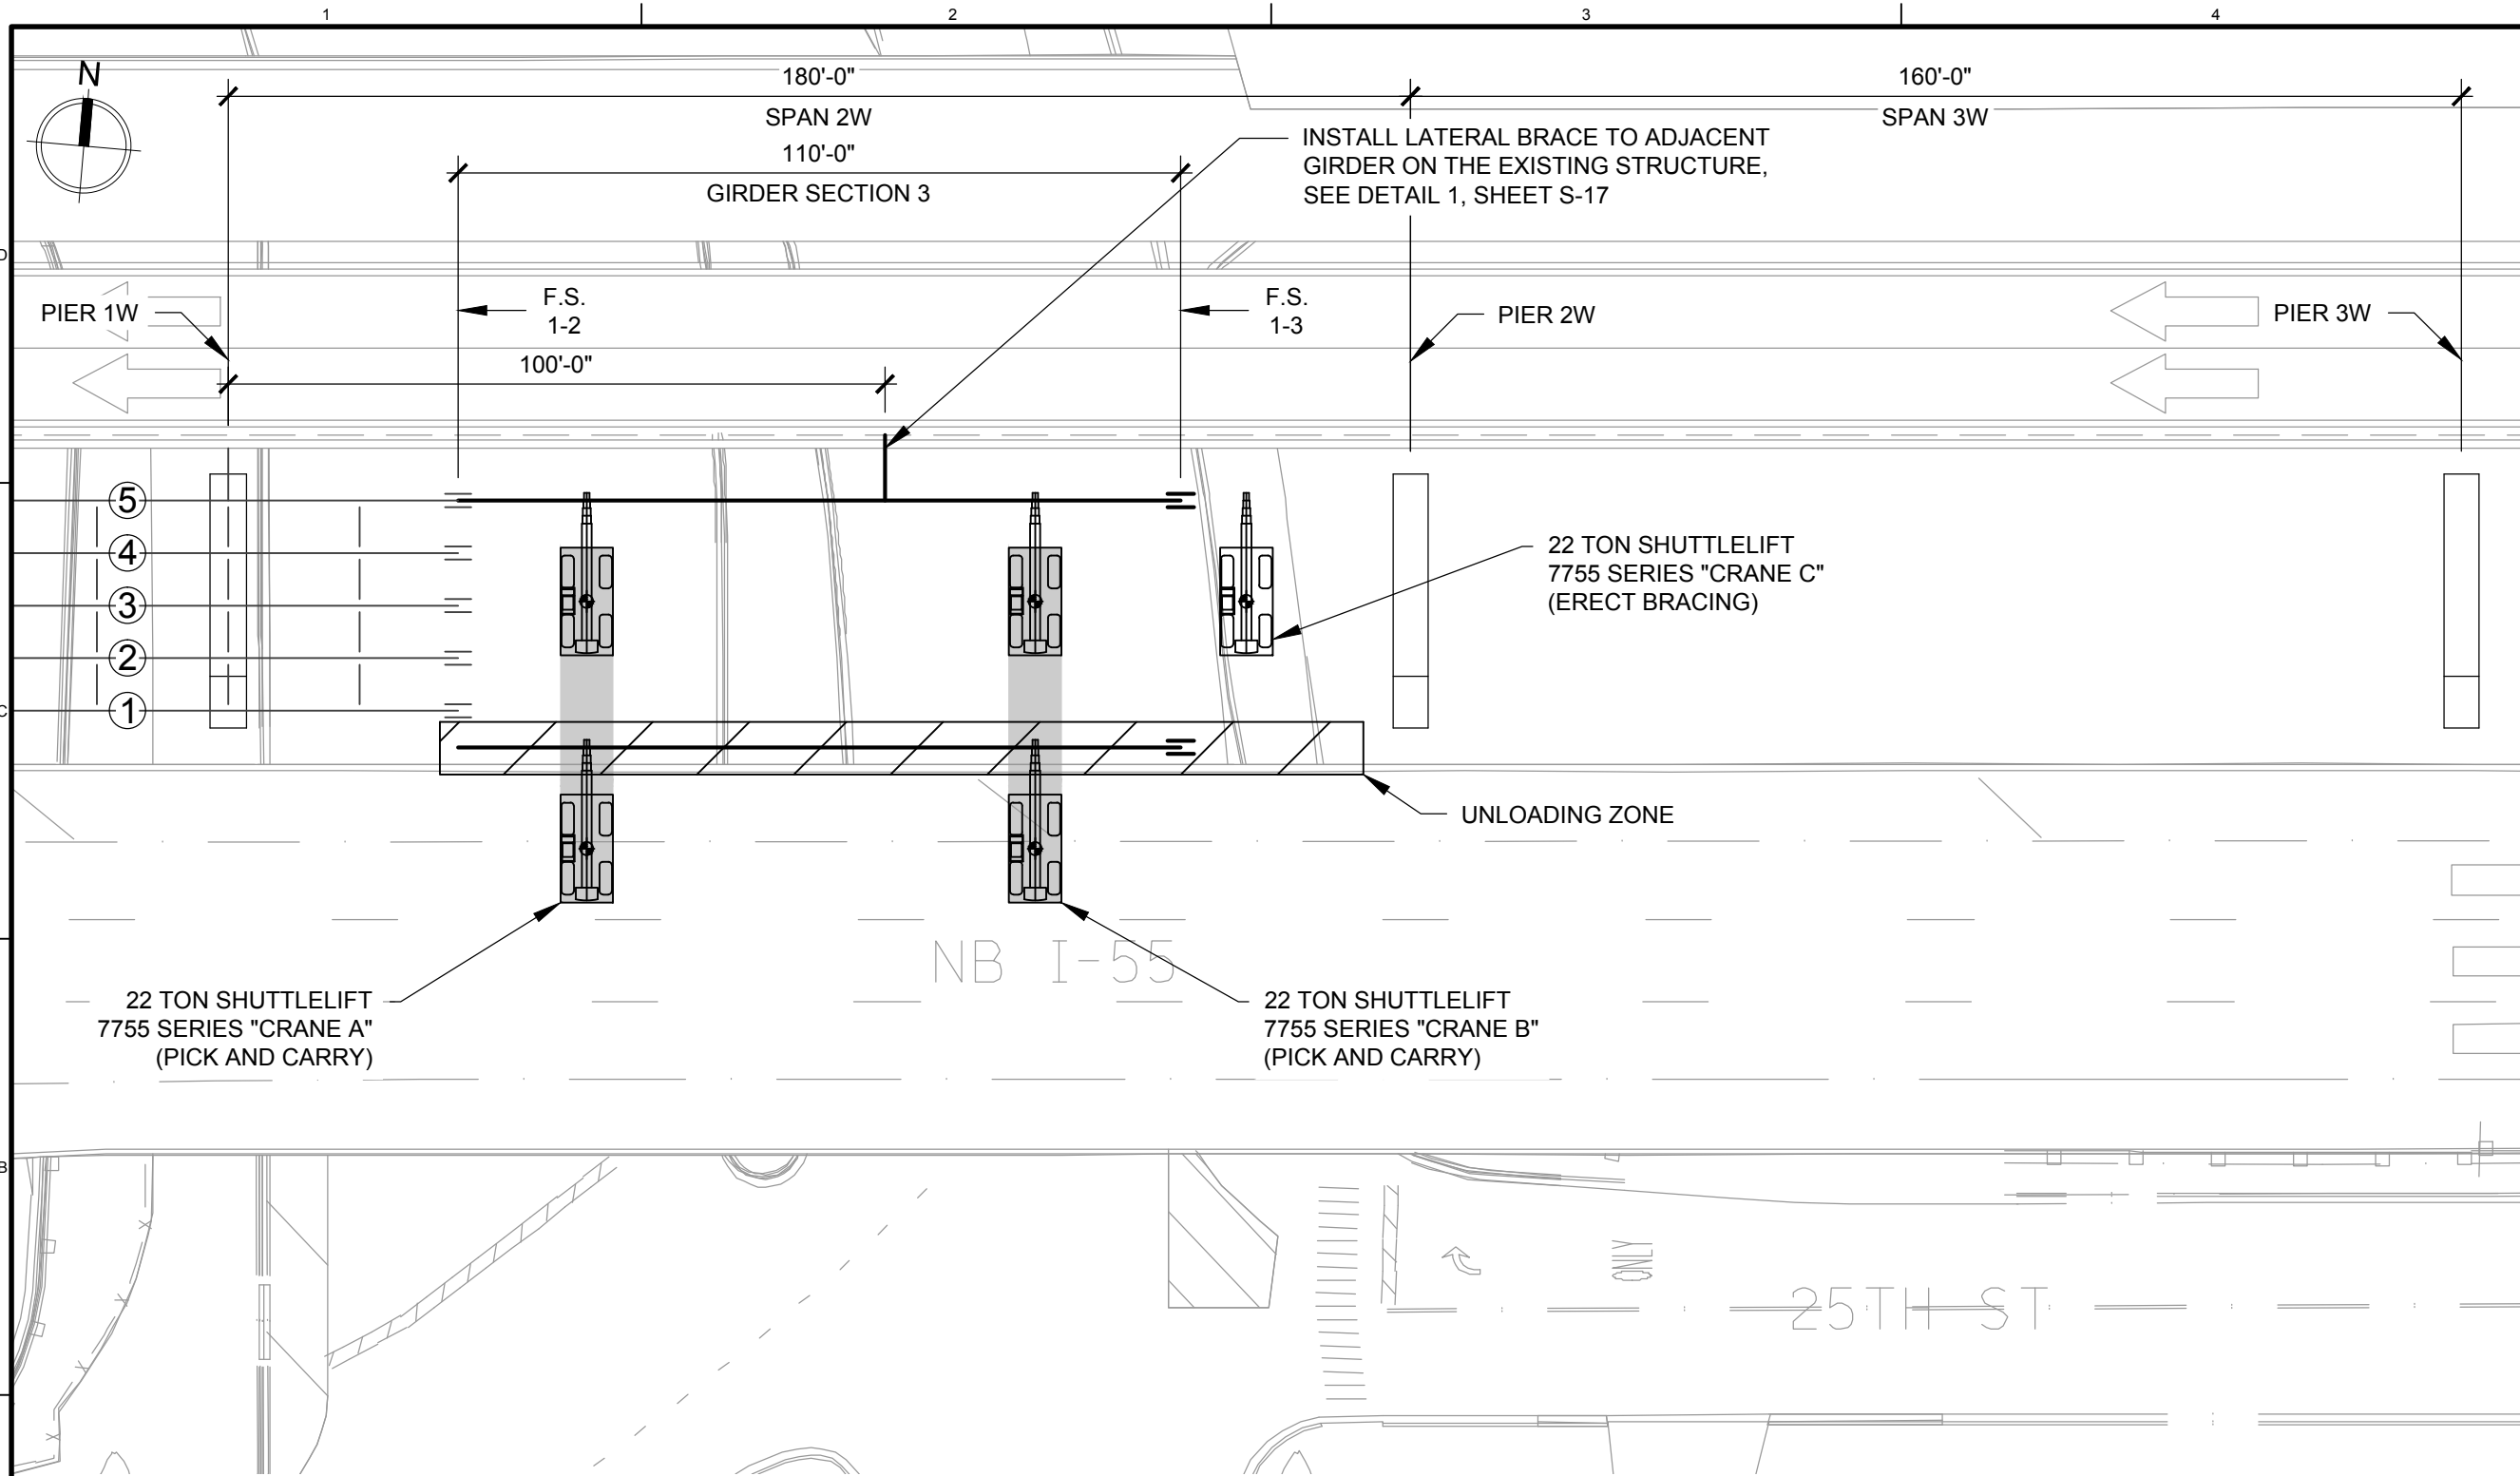 1
2
3
4
N
180'-0"
160'-0"
SPAN 2W
SPAN 3W
110'-0"
GIRDER SECTION 3
INSTALL LATERAL BRACE TO ADJACENT
GIRDER ON THE EXISTING STRUCTURE,
SEE DETAIL 1, SHEET S-17
D
PIER 1W
F.S.
1-2
F.S.
1-3
PIER 2W
PIER 3W
100'-0"
5
4
3
2
1
C
22 TON SHUTTLELIFT
7755 SERIES "CRANE C"
(ERECT BRACING)
UNLOADING ZONE
NB I-55
22 TON SHUTTLELIFT
7755 SERIES "CRANE A"
(PICK AND CARRY)
22 TON SHUTTLELIFT
7755 SERIES "CRANE B"
(PICK AND CARRY)
B
ONLY
25TH ST